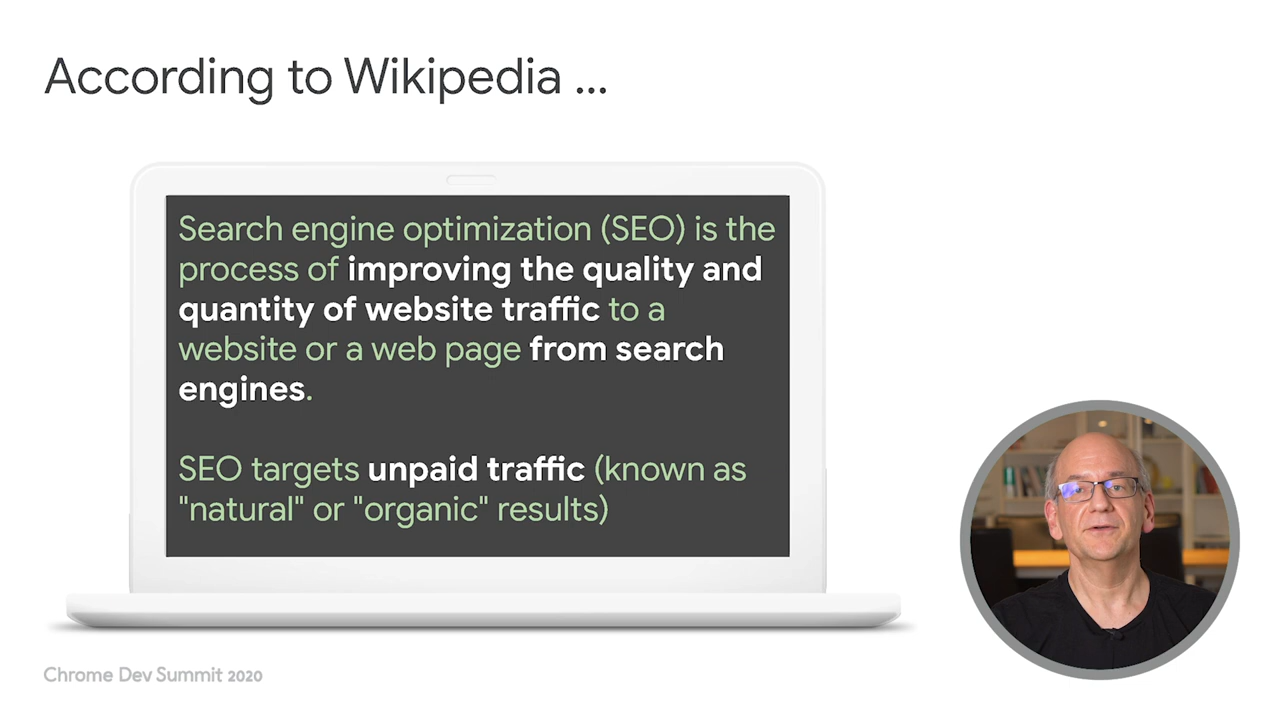 According to Wikipedia ...
Search engine optimization (SEO) is the
process of improving the quality and
quantity of website traffic to a
website or a web page from search
engines.
SEO targets unpaid traffic (known as
"natural" or "organic" results)
Chrome Dev Summit 2020